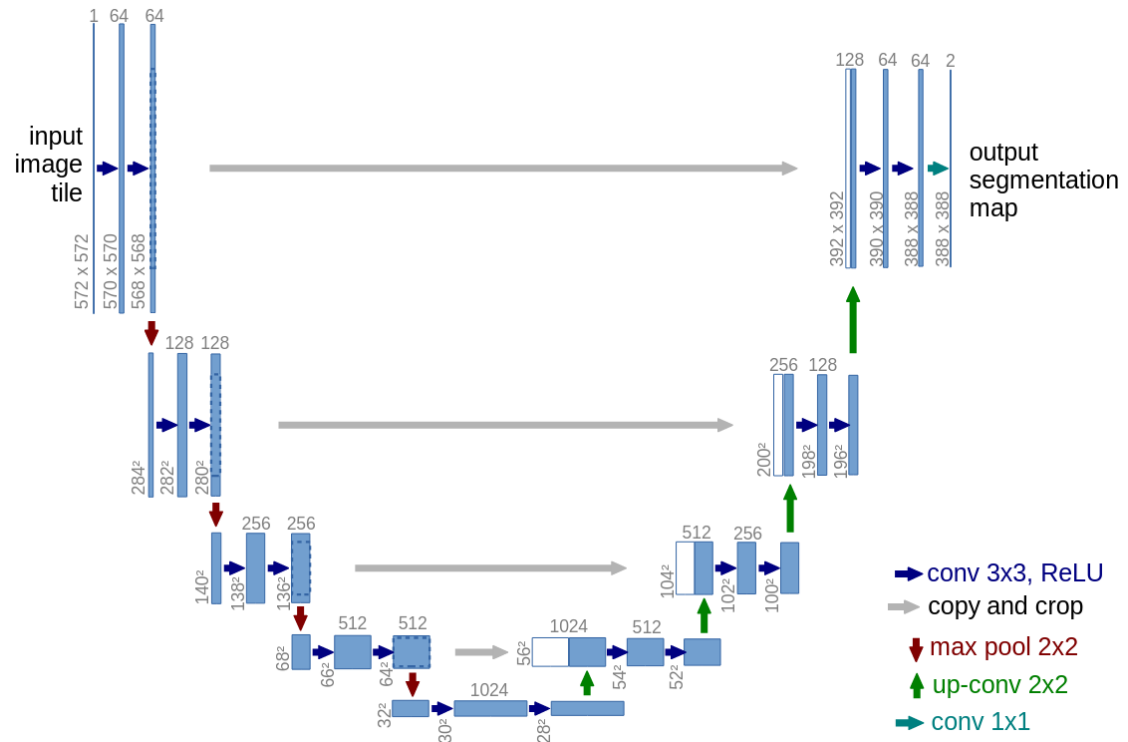 1 64 64
128 64 64 2
input
image
tile
output
segmentation
map
572 x 572
570 x 570
568 x 568
392 x 392
390 x 390
388 x 388
388 x 388
128 128
256 128
284²
282²
280²
200²
198²
196²
256 256
512 256
140²
138²
136²
104²
102²
100²
512 512
1024 512
68²
66²
64²
56²
54²
52²
1024
32²
30²
28²
conv 3x3, ReLU
copy and crop
max pool 2x2
up-conv 2x2
conv 1x1